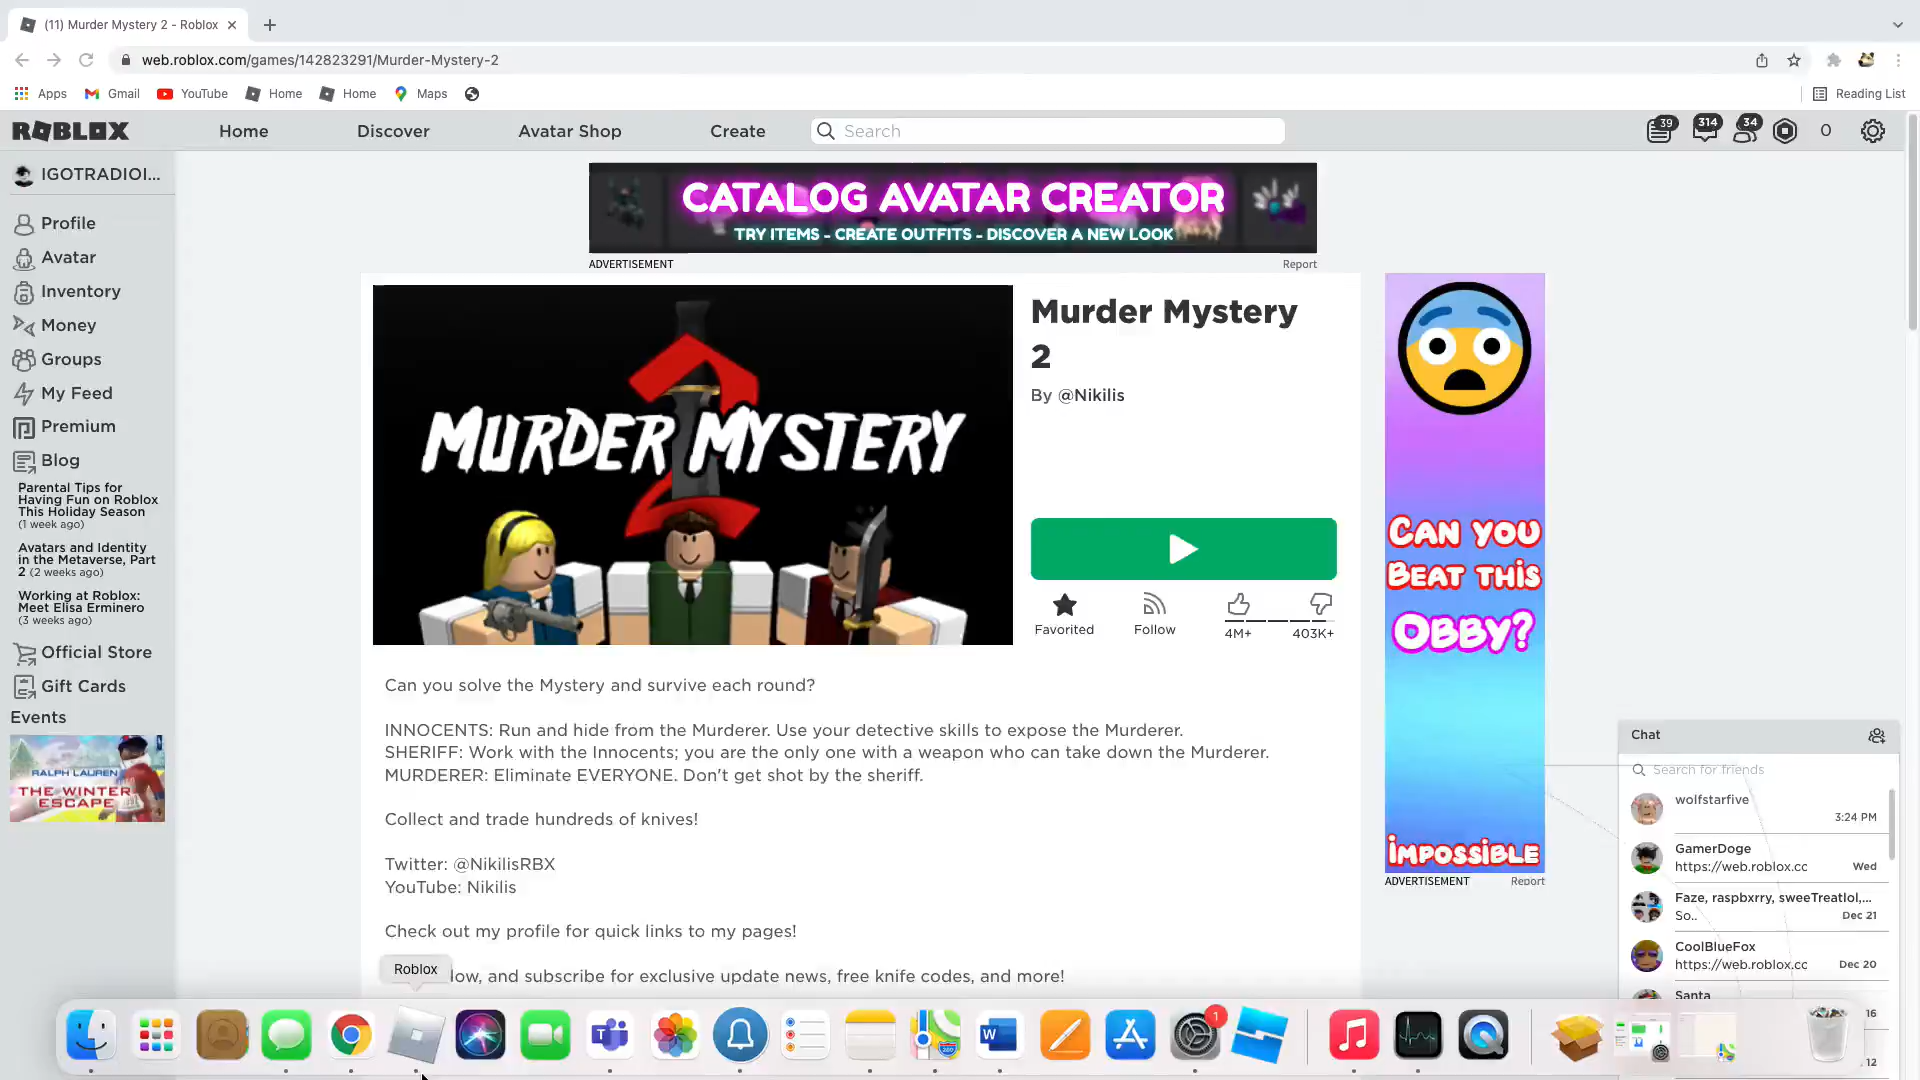 (11) Murder Mystery 2 - Roblox
web.roblox.com/games/142823291/Murder-Mystery-2
Apps
Gmail
YouTube
Home
Home
Maps
Reading List
ROBLOX
Home
Discover
Avatar Shop
Create
Search
39
314
34
0
IGOTRADIOI...
Profile
Avatar
Inventory
Money
Groups
My Feed
Premium
Blog
Parental Tips for
Having Fun on Roblox
This Holiday Season
(1 week ago)
Avatars and Identity
in the Metaverse, Part
2 (2 weeks ago)
Working at Roblox:
Meet Elisa Erminero
(3 weeks ago)
Official Store
Gift Cards
Events
RALPH LAUREN
THE WINTER
ESCAPE
CATALOG AVATAR CREATOR
TRY ITEMS - CREATE OUTFITS - DISCOVER A NEW LOOK
ADVERTISEMENT
Report
2
MURDER MYSTERY
Murder Mystery
2
By @Nikilis
Favorited
Follow
4M+
403K+
Can you solve the Mystery and survive each round?
INNOCENTS: Run and hide from the Murderer. Use your detective skills to expose the Murderer.
SHERIFF: Work with the Innocents; you are the only one with a weapon who can take down the Murderer.
MURDERER: Eliminate EVERYONE. Don't get shot by the sheriff.
Collect and trade hundreds of knives!
Twitter: @NikilisRBX
YouTube: Nikilis
Check out my profile for quick links to my pages!
low, and subscribe for exclusive update news, free knife codes, and more!
Roblox
CAN YOU
BEAT THIS
OBBY?
IMPOSSIBLE
ADVERTISEMENT
Report
Chat
Search for friends
wolfstarfive
3:24 PM
GamerDoge
https://web.roblox.cc
Wed
Faze, raspbxrry, sweeTreatlol,...
So..
Dec 21
CoolBlueFox
https://web.roblox.cc
Dec 20
Santa
16
12
1